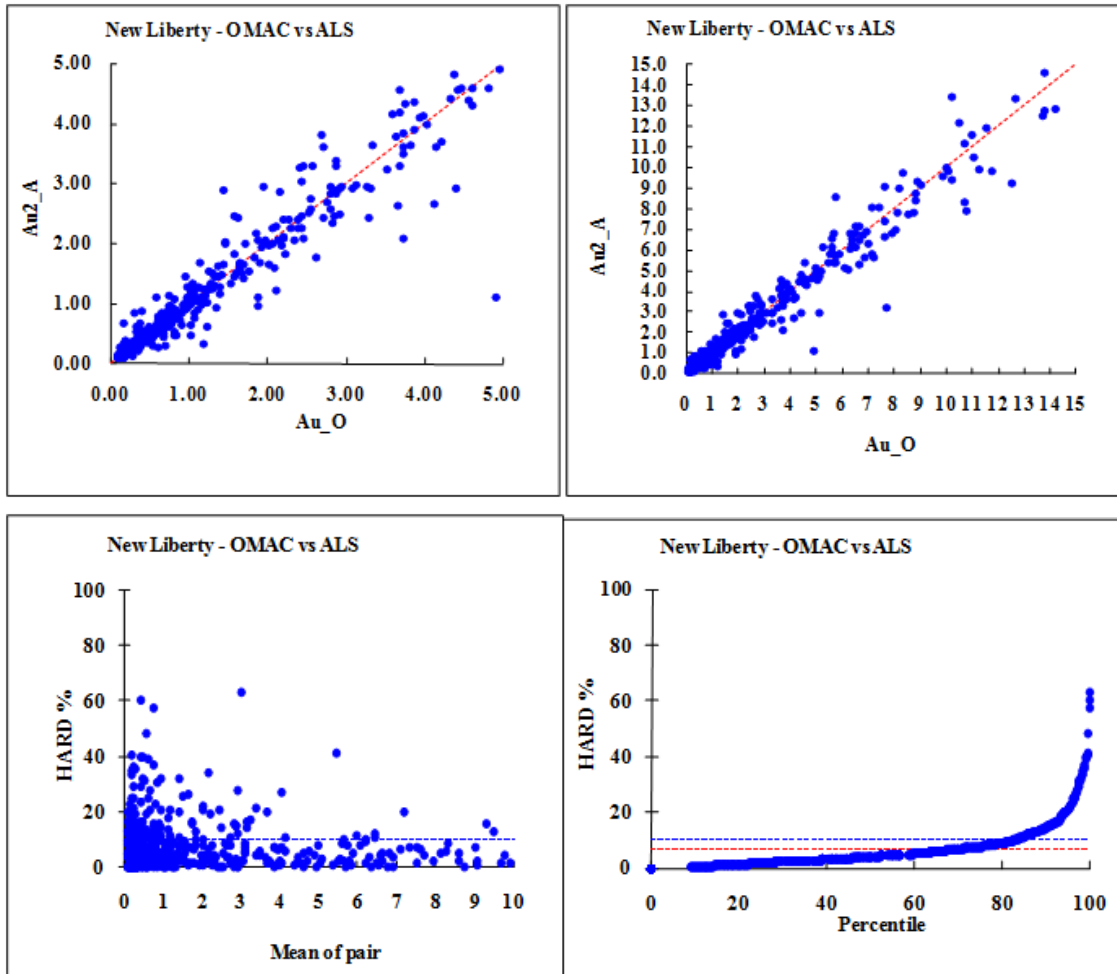 New Liberty - OMAC vs ALS
5.00
4.00
3.00
2.00
1.00
0.00
Au2_A
0.00 1.00 2.00 3.00 4.00 5.00
Au_O
New Liberty - OMAC vs ALS
15.0
14.0
13.0
12.0
11.0
10.0
9.0
8.0
7.0
6.0
5.0
4.0
3.0
2.0
1.0
0.0
Au2_A
0 1 2 3 4 5 6 7 8 9 10 11 12 13 14 15
Au_O
New Liberty - OMAC vs ALS
100
80
60
40
20
0
HARD %
0 1 2 3 4 5 6 7 8 9 10
Mean of pair
New Liberty - OMAC vs ALS
100
80
60
40
20
0
HARD %
0 20 40 60 80 100
Percentile